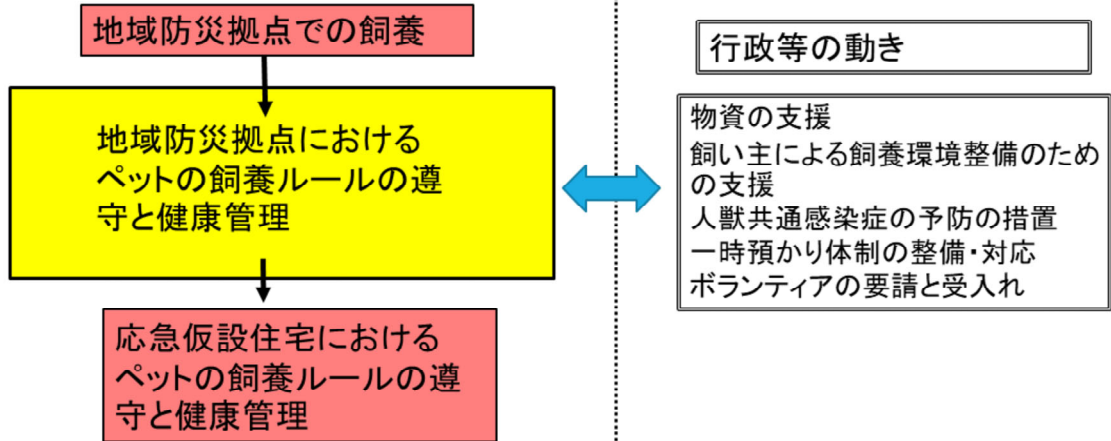 地域防災拠点での飼養
地域防災拠点における
ペットの飼養ルールの遵
守と健康管理
応急仮設住宅における
ペットの飼養ルールの遵
守と健康管理
行政等の動き
物資の支援
飼い主による飼養環境整備のため
の支援
人獣共通感染症の予防の措置
一時預かり体制の整備・対応
ボランティアの要請と受入れ